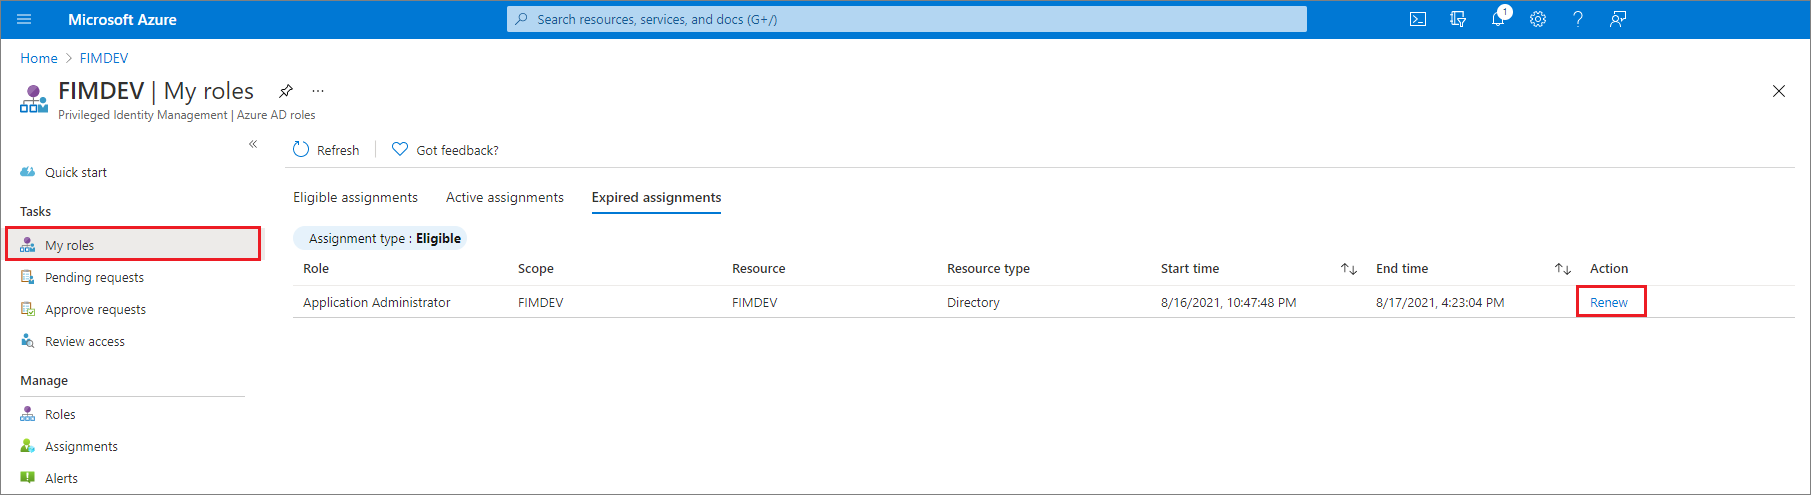 Microsoft Azure
Search resources, services, and docs (G+/)
1
Home > FIMDEV
FIMDEV | My roles
Privileged Identity Management | Azure AD roles
Refresh
Got feedback?
Quick start
Tasks
My roles
Pending requests
Approve requests
Review access
Manage
Roles
Assignments
Alerts
Eligible assignments
Active assignments
Expired assignments
Assignment type : Eligible
Role Scope Resource Resource type Start time End time Action
Application Administrator FIMDEV FIMDEV Directory 8/16/2021, 10:47:48 PM 8/17/2021, 4:23:04 PM Renew